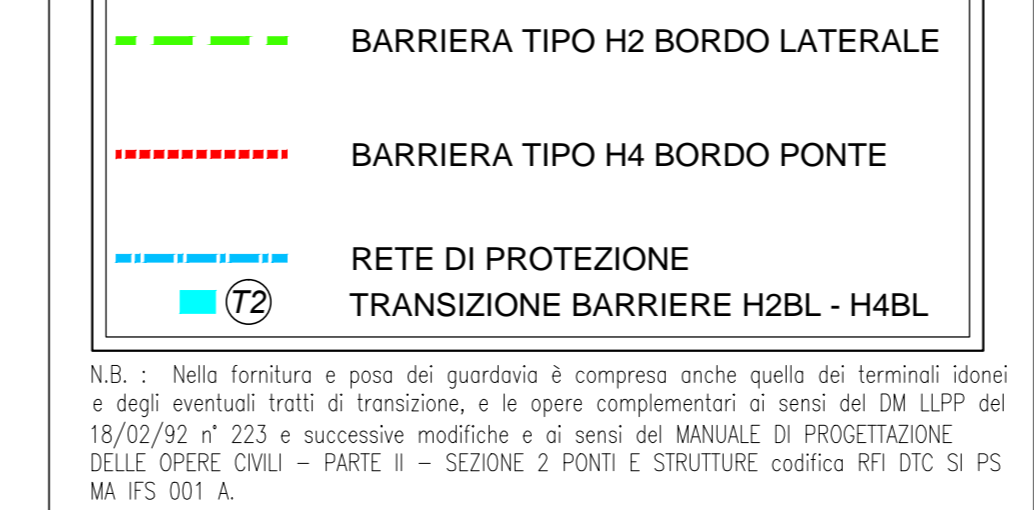 BARRIERA TIPO H2 BORDO LATERALE
BARRIERA TIPO H4 BORDO PONTE
RETE DI PROTEZIONE
T2 TRANSIZIONE BARRIERE H2BL - H4BL
N.B. : Nella fornitura e posa dei guardavia è compresa anche quella dei terminali idonei
e degli eventuali tratti di transizione, e le opere complementari ai sensi del DM LLPP del
18/02/92 n° 223 e successive modifiche e ai sensi del MANUALE DI PROGETTAZIONE
DELLE OPERE CIVILI – PARTE II – SEZIONE 2 PONTI E STRUTTURE codifica RFI DTC SI PS
MA IFS 001 A.